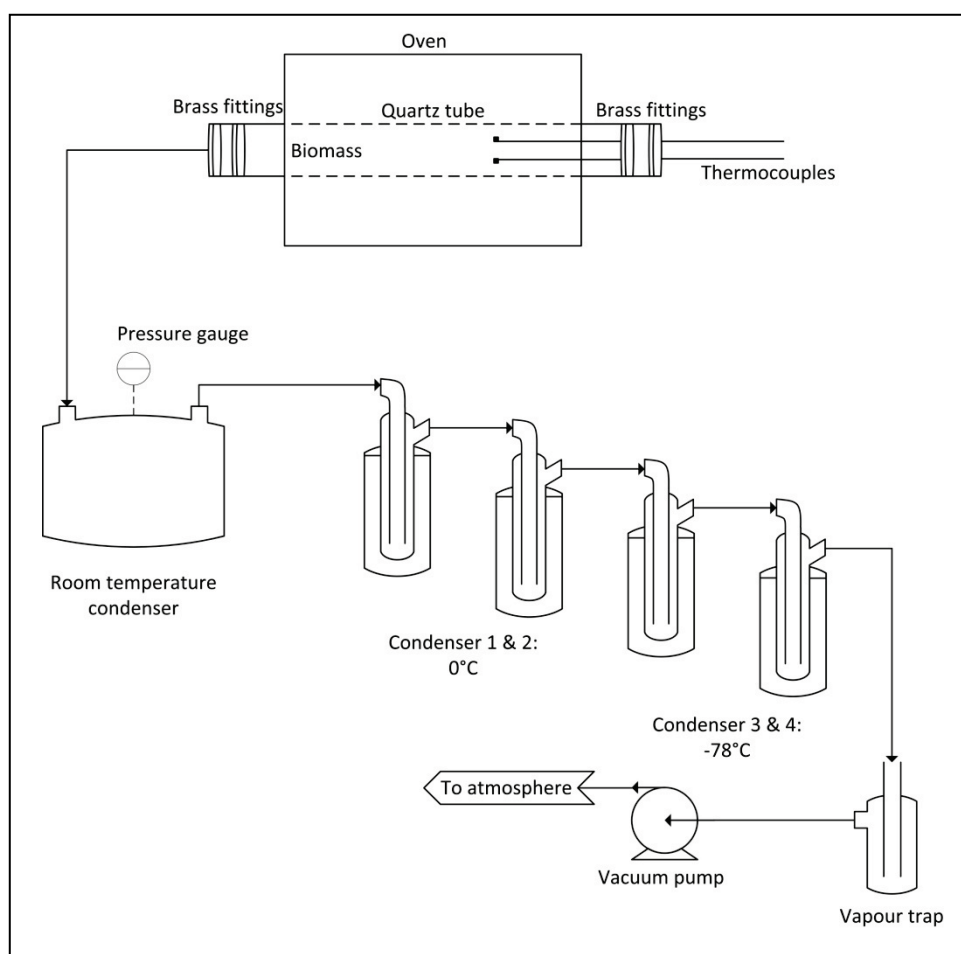 Oven
Brass fittings
Quartz tube
Brass fittings
Biomass
Thermocouples
Pressure gauge
Room temperature
condenser
Condenser 1 & 2:
0°C
Condenser 3 & 4:
-78°C
To atmosphere
Vacuum pump
Vapour trap